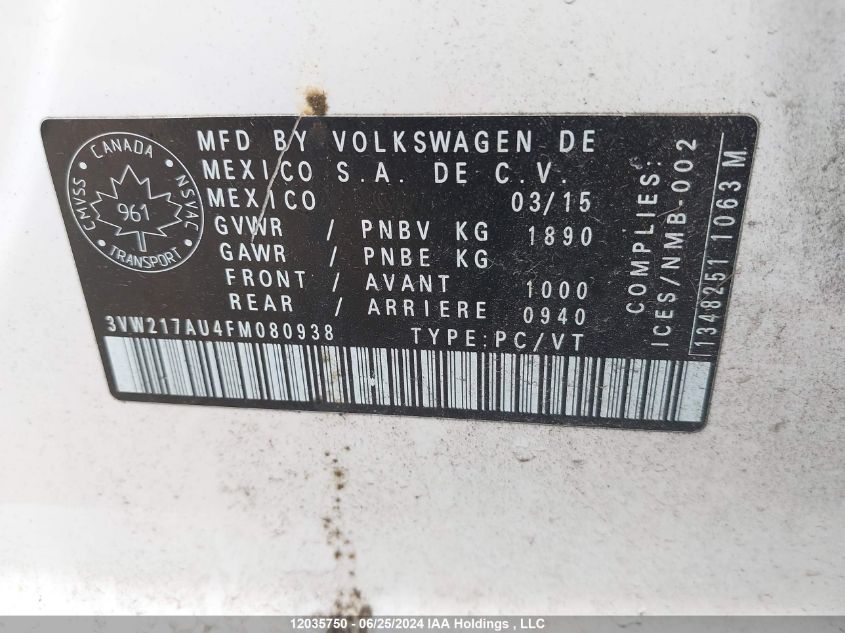 CANADA
CMVSS
961
NSVAC
TRANSPORT
MFD BY VOLKSWAGEN DE
MEXICO S.A. DE C.V.
MEXICO 03/15
GVWR / PNBV KG 1890
GAWR / PNBE KG
FRONT / AVANT 1000
REAR / ARRIERE 0940
3VW217AU4FM080938 TYPE:PC/VT
COMPLIES:
ICES/NMB-002
1348251 1063 M
12035750 - 06/25/2024 IAA Holdings , LLC